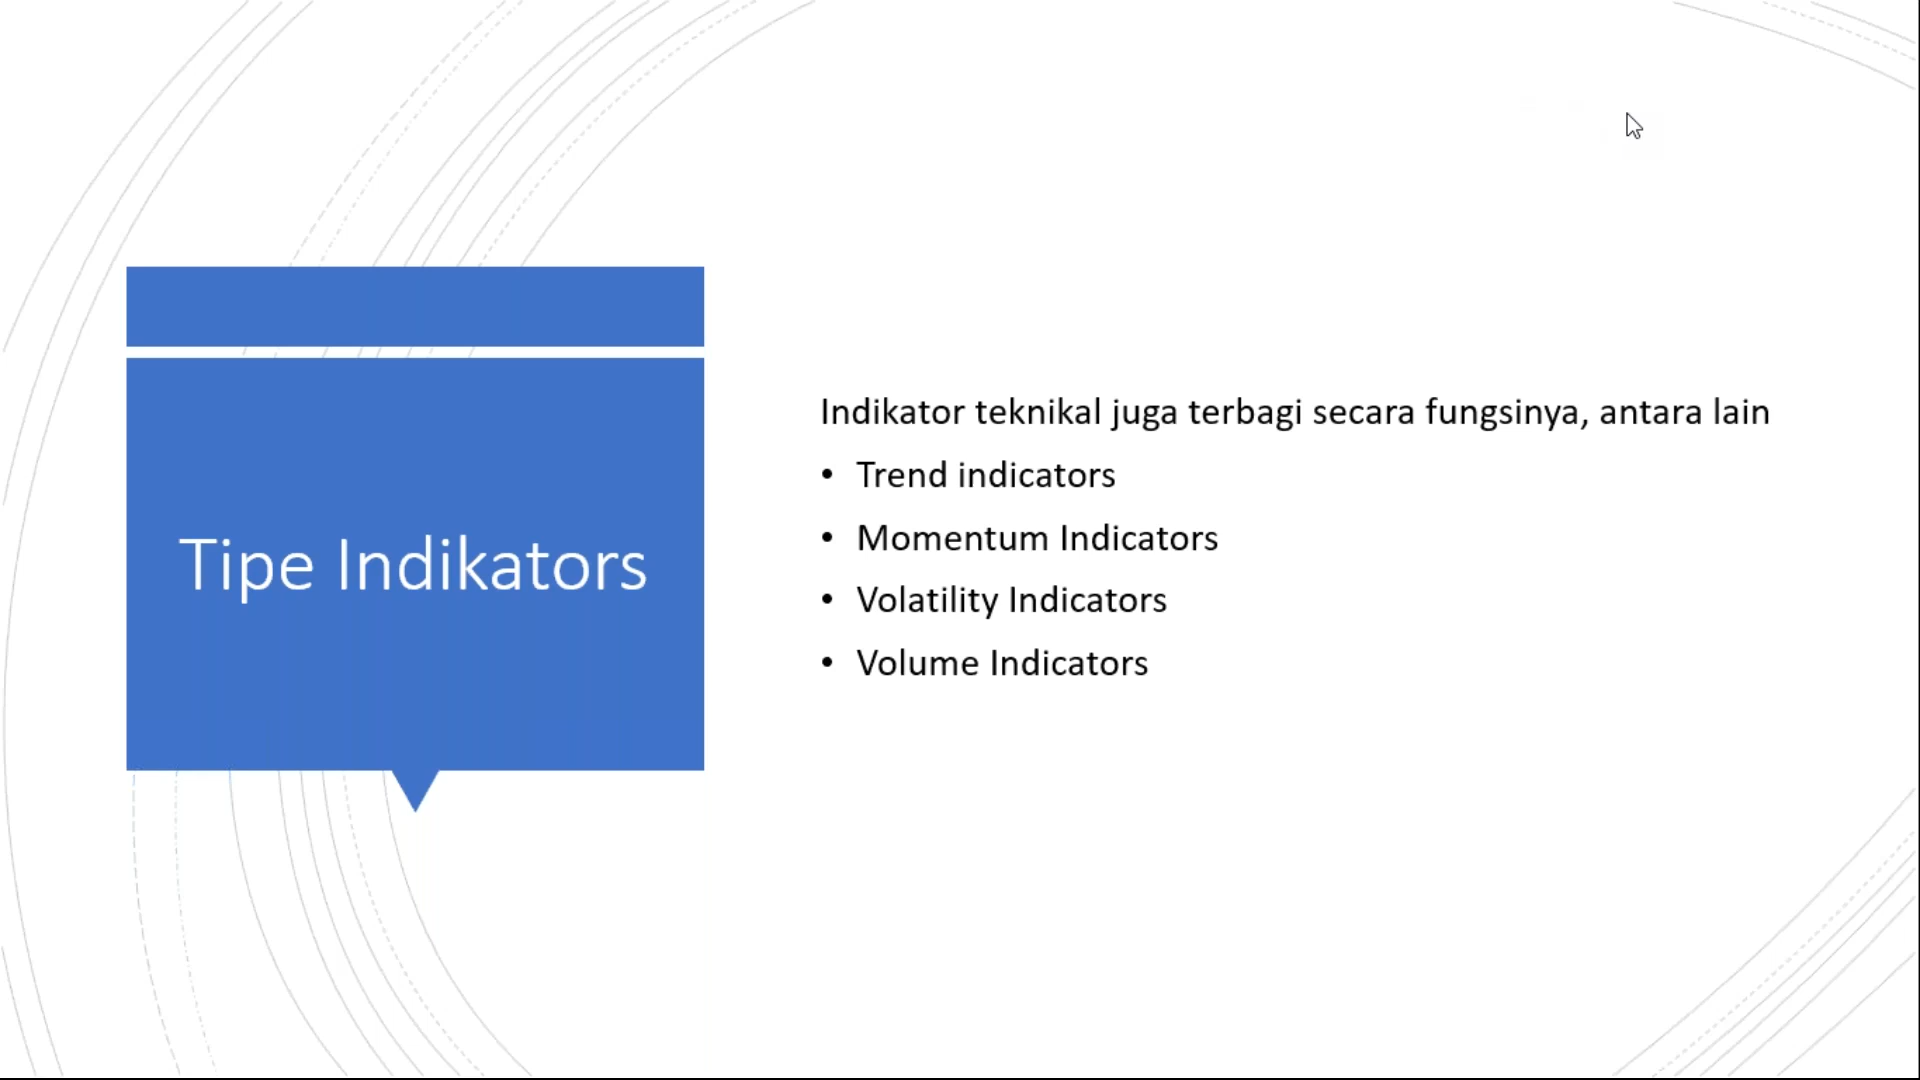 Tipe Indikators
Indikator teknikal juga terbagi secara fungsinya, antara lain
• Trend indicators
• Momentum Indicators
• Volatility Indicators
• Volume Indicators